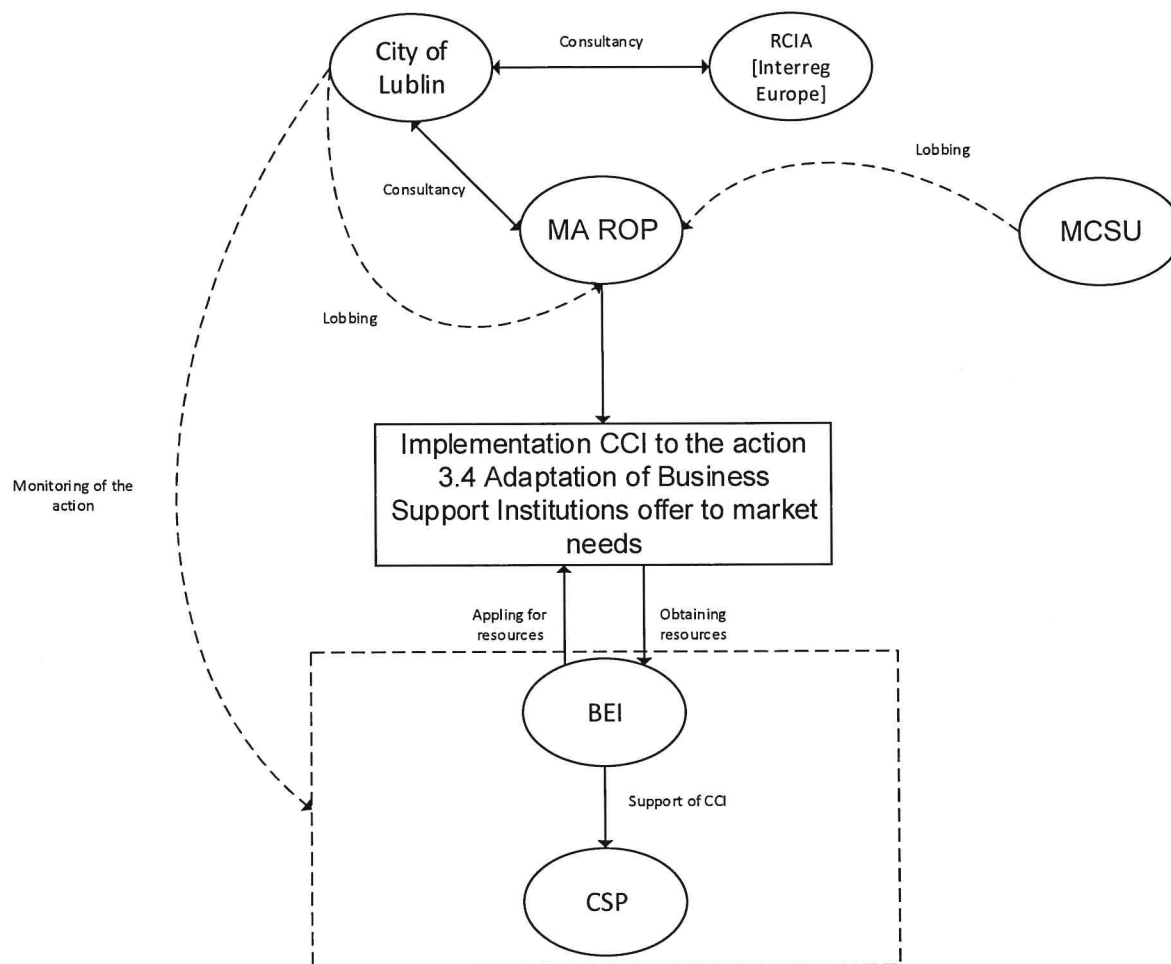 City of
Lublin
Consultancy
RCIA
[Interreg
Europe]
Consultancy
Lobbing
MA ROP
MCSU
Lobbing
Implementation CCI to the action
3.4 Adaptation of Business
Support Institutions offer to market
needs
Monitoring of the
action
Appling for
resources
Obtaining
resources
BEI
Support of CCI
CSP